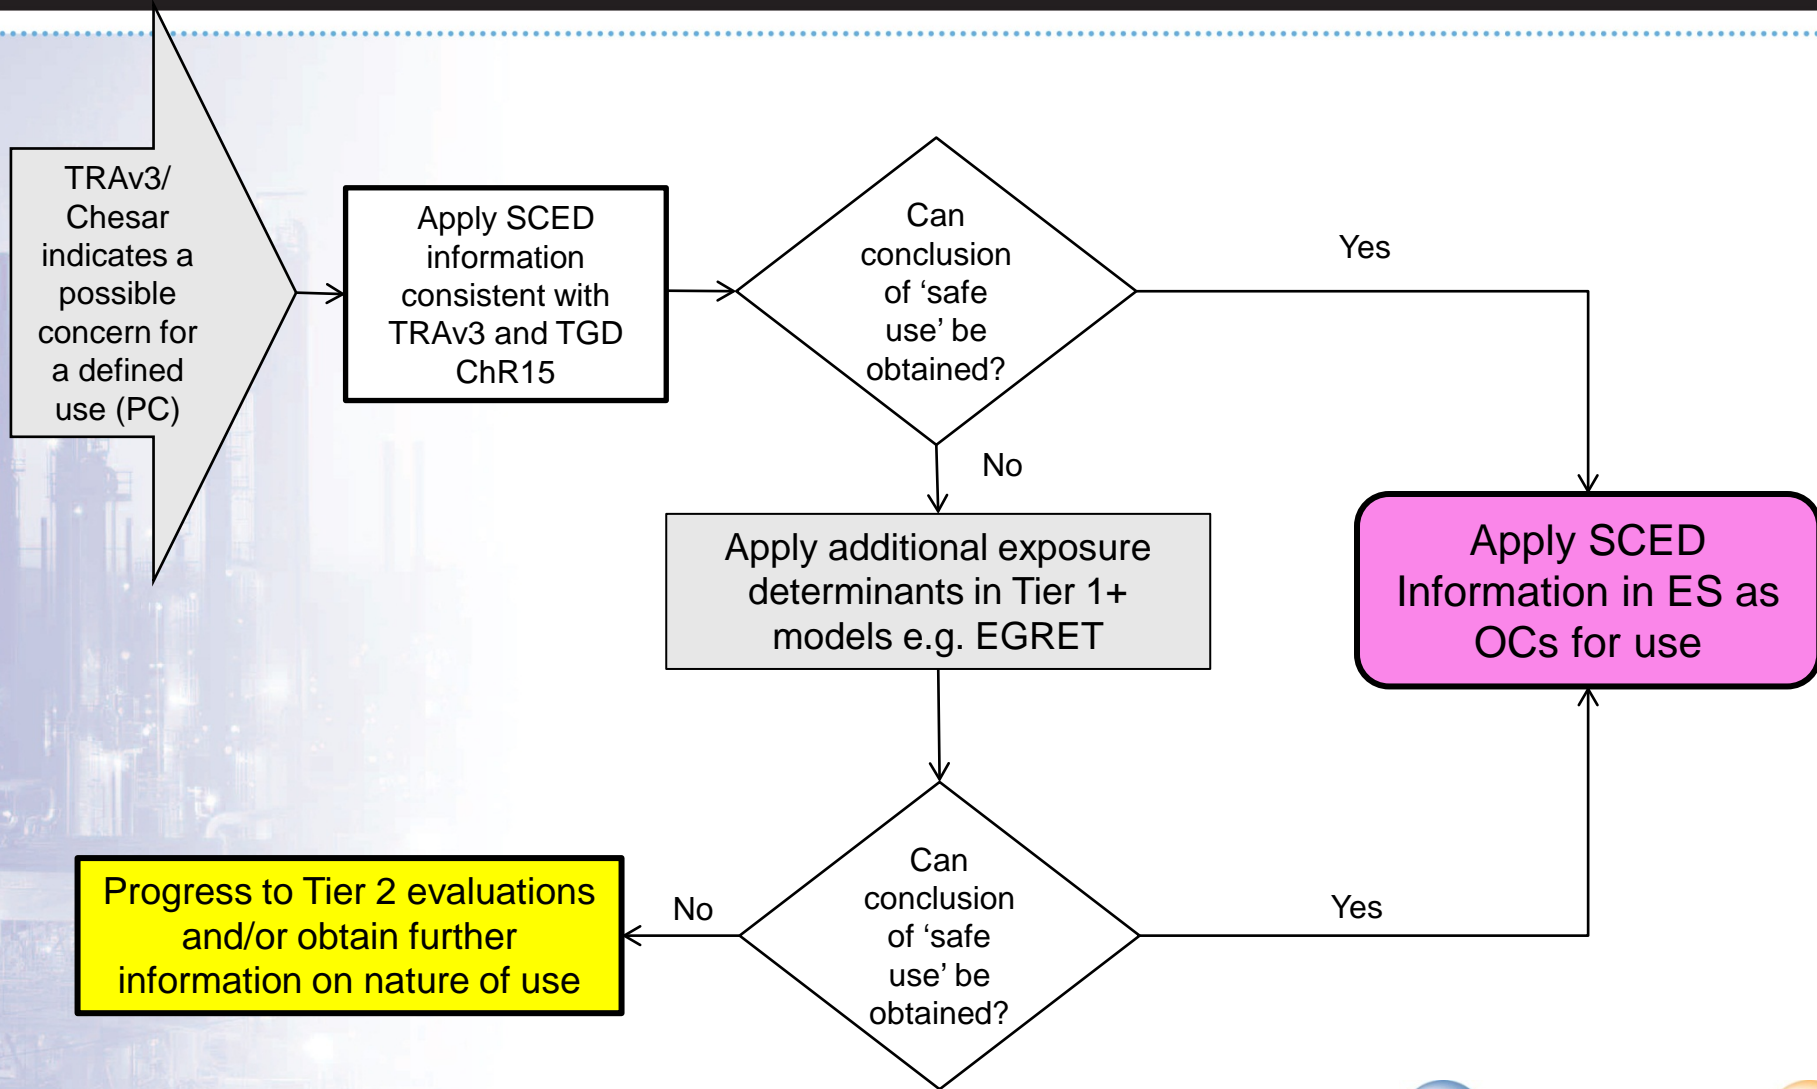 TRAv3/
Chesar
indicates a
possible
concern for
a defined
use (PC)
Apply SCED
information
consistent with
TRAv3 and TGD
ChR15
Can
conclusion
of ‘safe
use’ be
obtained?
Yes
No
Apply additional exposure
determinants in Tier 1+
models e.g. EGRET
Apply SCED
Information in ES as
OCs for use
Can
conclusion
of ‘safe
use’ be
obtained?
Yes
No
Progress to Tier 2 evaluations
and/or obtain further
information on nature of use